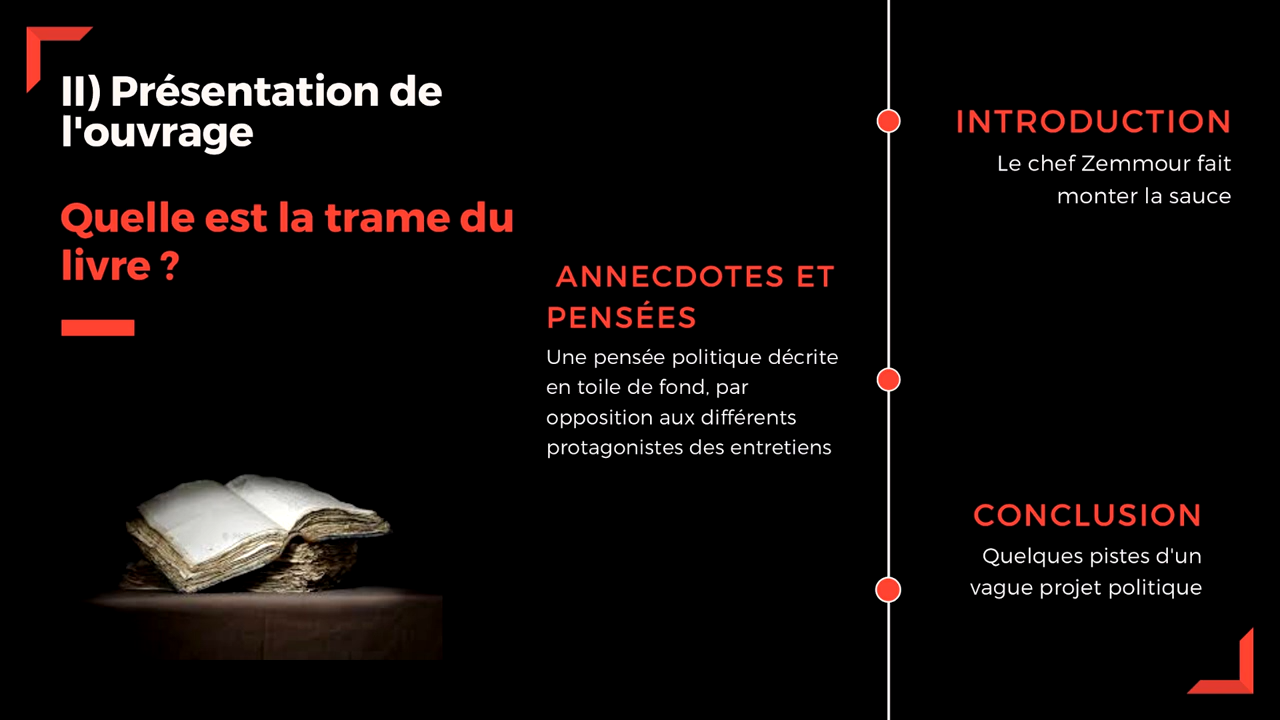 II) Présentation de
l'ouvrage
Quelle est la trame du
livre ?
INTRODUCTION
Le chef Zemmour fait
monter la sauce
ANNECDOTES ET
PENSÉES
Une pensée politique décrite
en toile de fond, par
opposition aux différents
protagonistes des entretiens
CONCLUSION
Quelques pistes d'un
vague projet politique